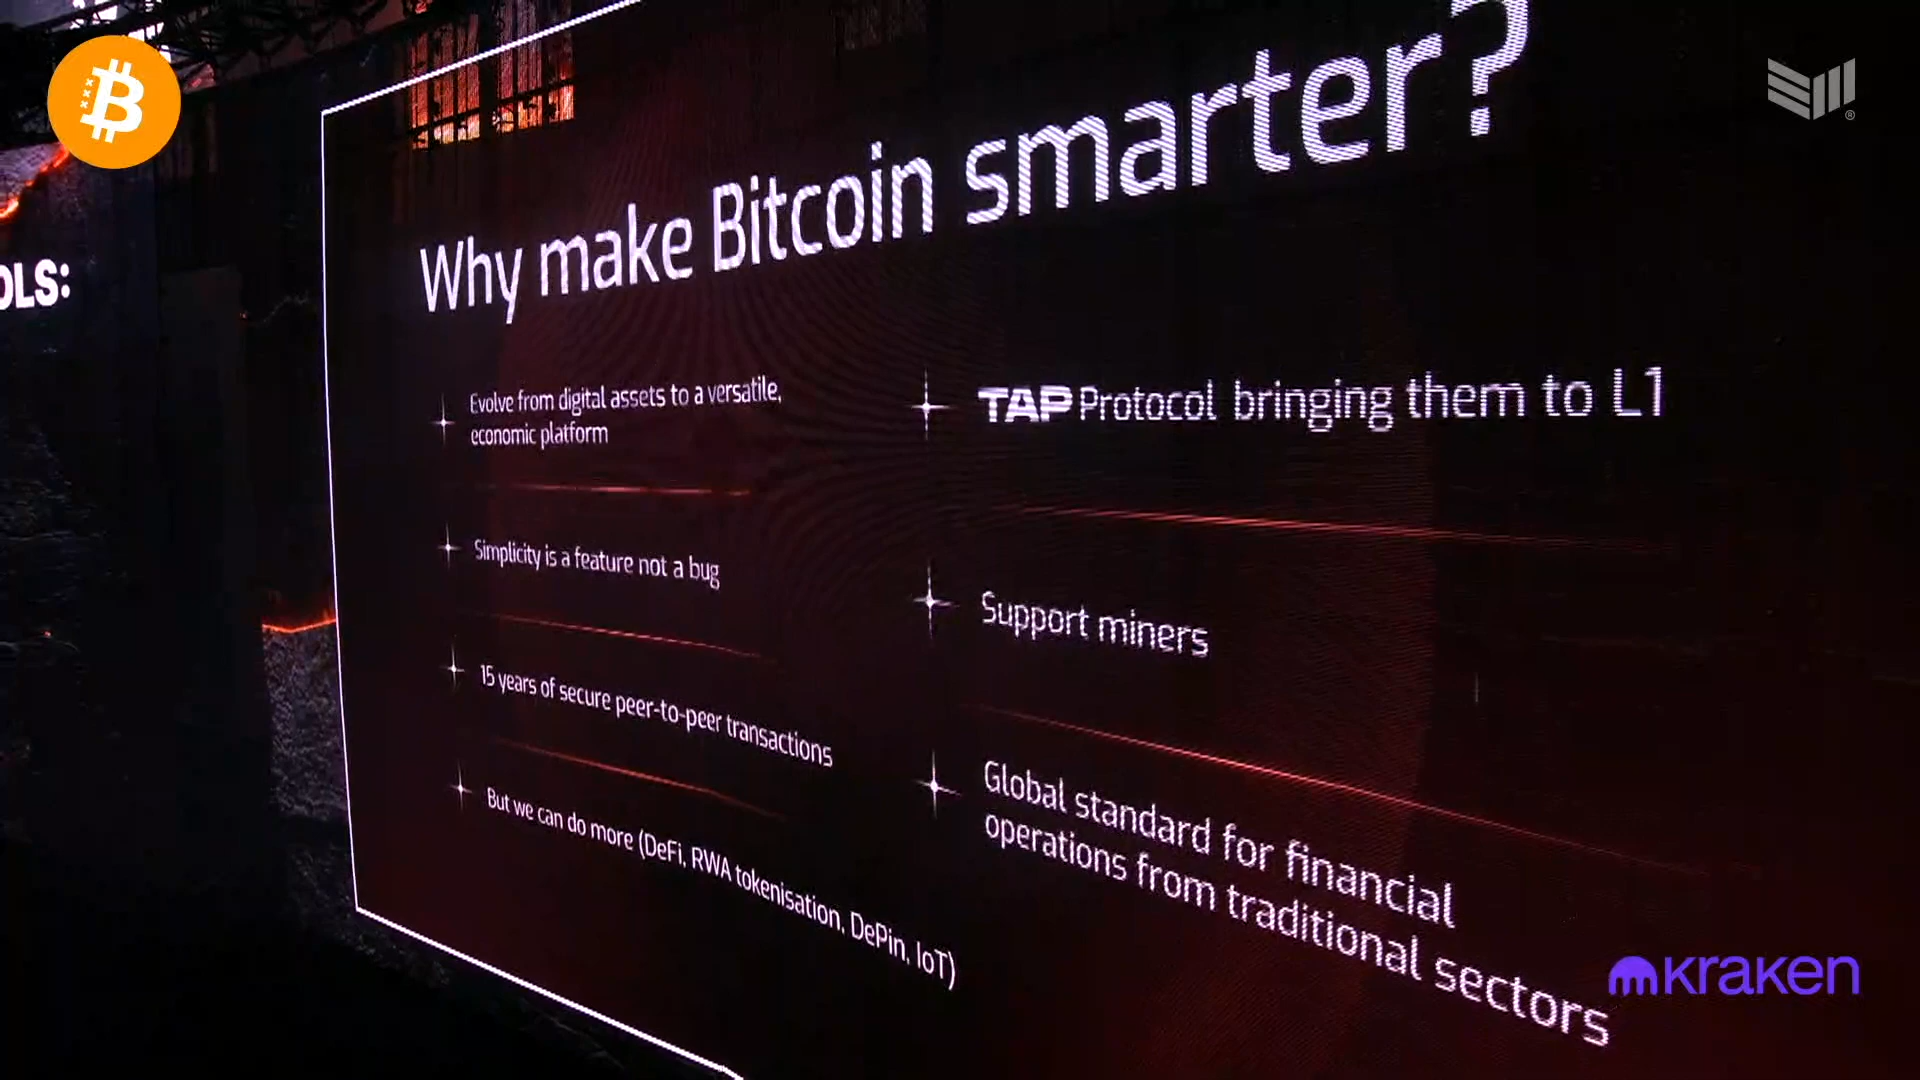 OLS:
Why make Bitcoin smarter?
Evolve from digital assets to a versatile,
economic platform
Simplicity is a feature not a bug
15 years of secure peer-to-peer transactions
But we can do more (DeFi, RWA tokenisation, DePin, IoT)
TAP Protocol bringing them to L1
Support miners
Global standard for financial
operations from traditional sectors
kraken